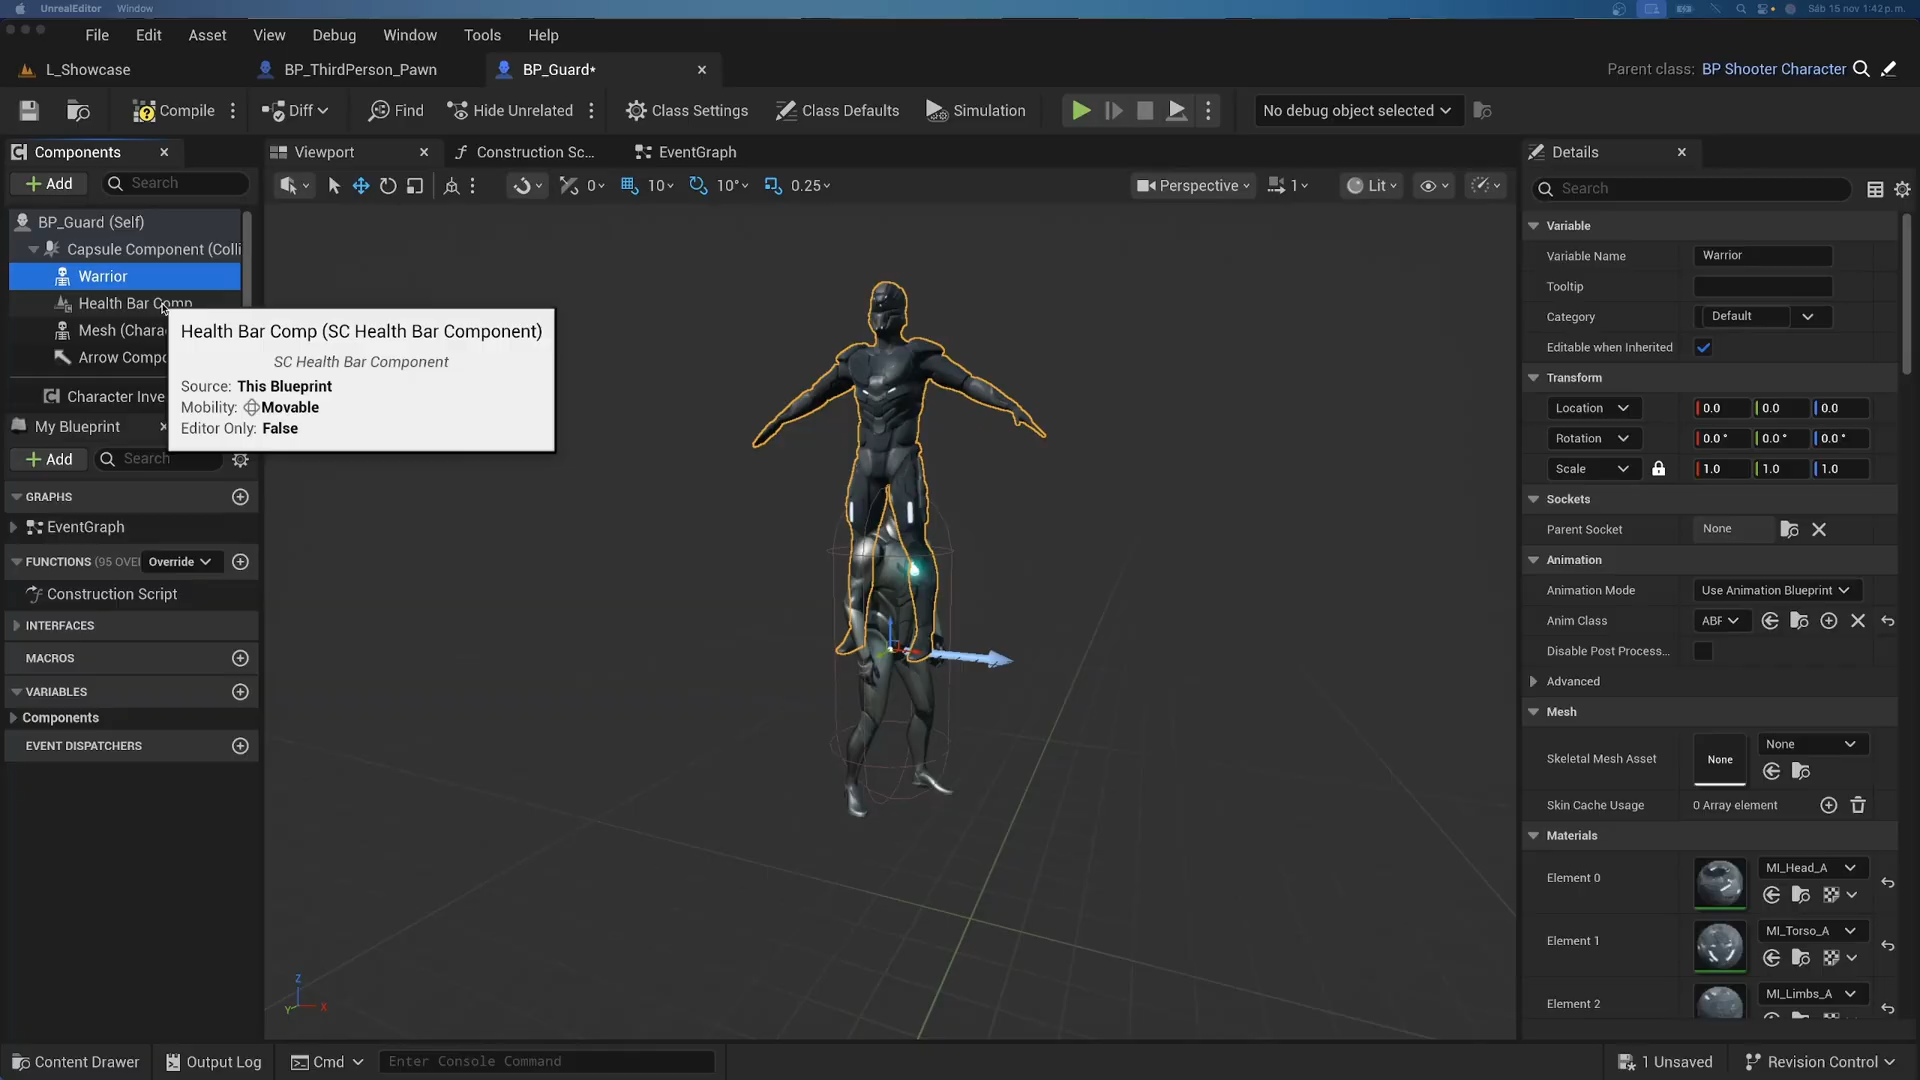 UnrealEditor Window
Sáb 15 nov 1:42 p.m.
File Edit Asset View Debug Window Tools Help
L_Showcase BP_ThirdPerson_Pawn BP_Guard*
Parent class: BP Shooter Character
Compile Diff Find Hide Unrelated Class Settings Class Defaults Simulation No debug object selected
Components Viewport Construction Sc... EventGraph Details
Add Search 0 10 10° 0.25 Perspective 1 Lit Search
BP_Guard (Self)
Capsule Component (Colli
Warrior
Health Bar Comp
Mesh (Chara
Arrow Compo
Character Inve
Health Bar Comp (SC Health Bar Component)
SC Health Bar Component
Source: This Blueprint
Mobility: Movable
Editor Only: False
My Blueprint
Add Search
GRAPHS
EventGraph
FUNCTIONS (95 OVE Override
Construction Script
INTERFACES
MACROS
VARIABLES
Components
EVENT DISPATCHERS
Z
Y X
Variable
Variable Name Warrior
Tooltip
Category Default
Editable when Inherited
Transform
Location 0.0 0.0 0.0
Rotation 0.0 ° 0.0 ° 0.0 °
Scale 1.0 1.0 1.0
Sockets
Parent Socket None
Animation
Animation Mode Use Animation Blueprint
Anim Class ABF
Disable Post Process...
Advanced
Mesh
Skeletal Mesh Asset None None
Skin Cache Usage 0 Array element
Materials
Element 0 MI_Head_A
Element 1 MI_Torso_A
Element 2 MI_Limbs_A
Content Drawer Output Log Cmd Enter Console Command 1 Unsaved Revision Control